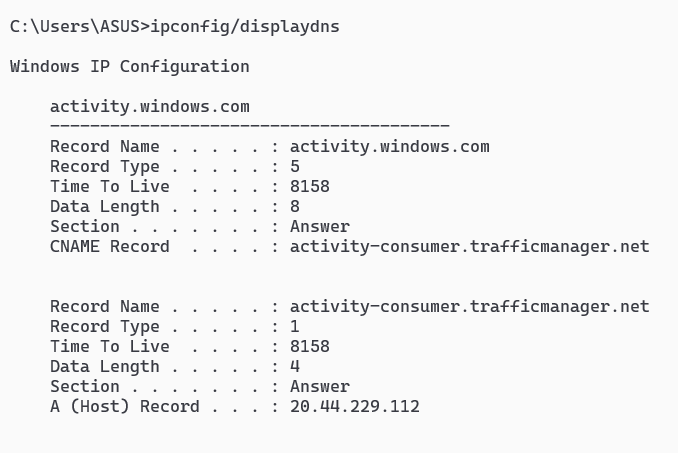 C:\Users\ASUS>ipconfig/displaydns
Windows IP Configuration
activity.windows.com
----------------------------------------
Record Name . . . . . : activity.windows.com
Record Type . . . . . : 5
Time To Live  . . . . : 8158
Data Length . . . . . : 8
Section . . . . . . . : Answer
CNAME Record  . . . . : activity-consumer.trafficmanager.net
Record Name . . . . . : activity-consumer.trafficmanager.net
Record Type . . . . . : 1
Time To Live  . . . . : 8158
Data Length . . . . . : 4
Section . . . . . . . : Answer
A (Host) Record . . . : 20.44.229.112